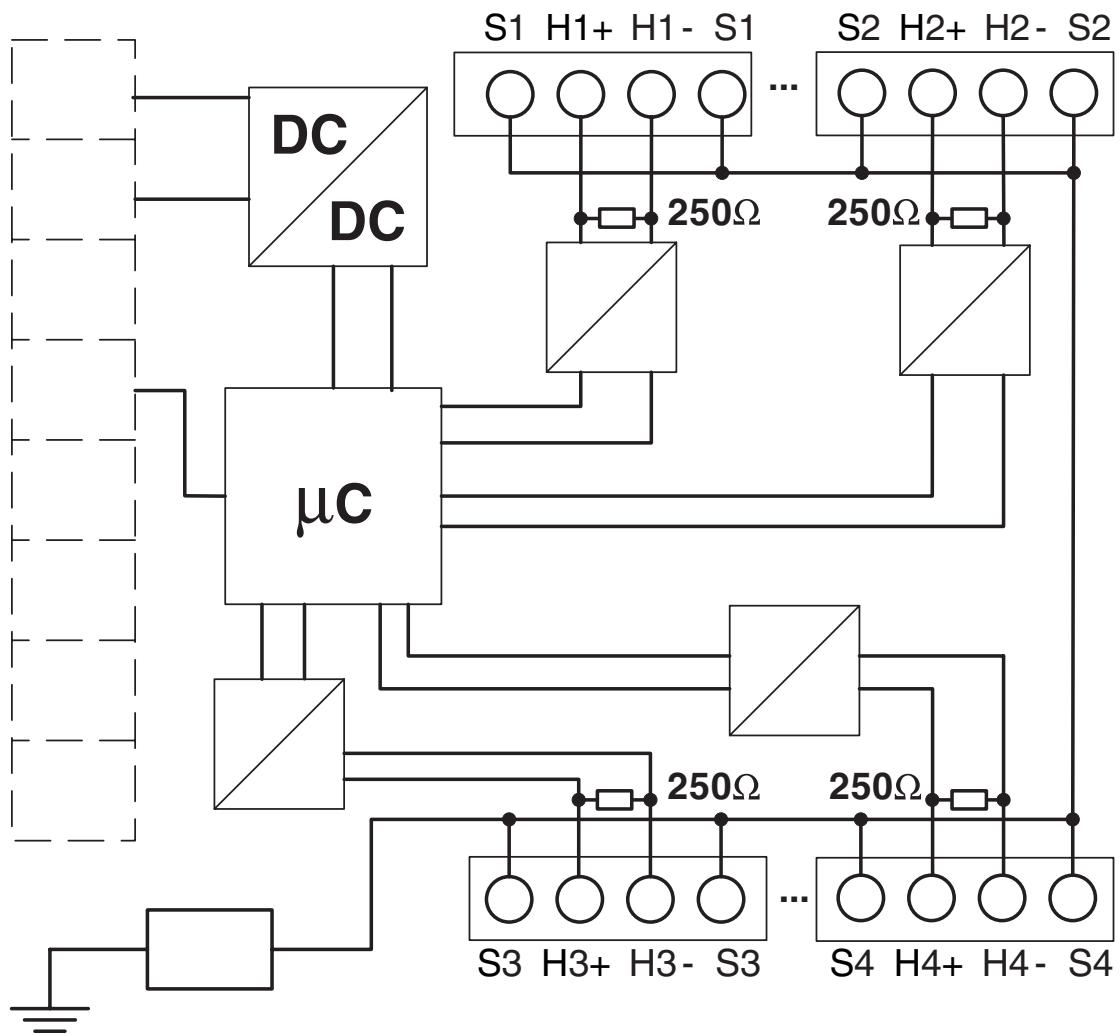 S1 H1+ H1- S1
S2 H2+ H2- S2
...
DC
DC
250Ω
250Ω
µC
250Ω
250Ω
...
S3 H3+ H3- S3
S4 H4+ H4- S4